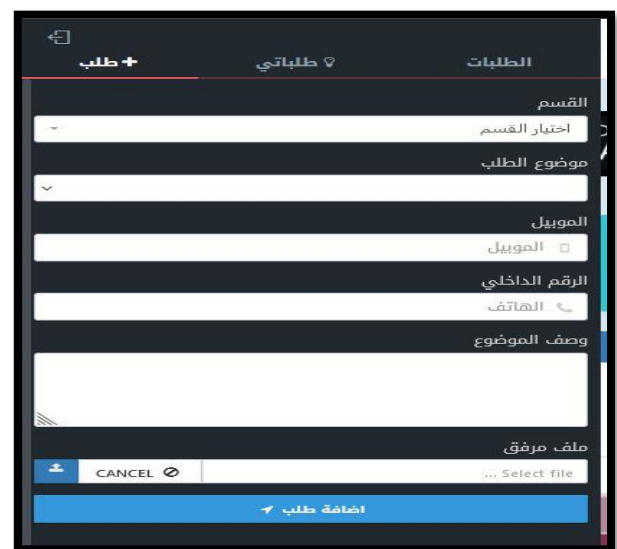 الطلبات
طلباتي
طلب
القسم
اختيار القسم
موضوع الطلب
الموبيل
الموبيل
الرقم الداخلي
الهاتف
وصف الموضوع
ملف مرفق
Select file ...
CANCEL
اضافة طلب